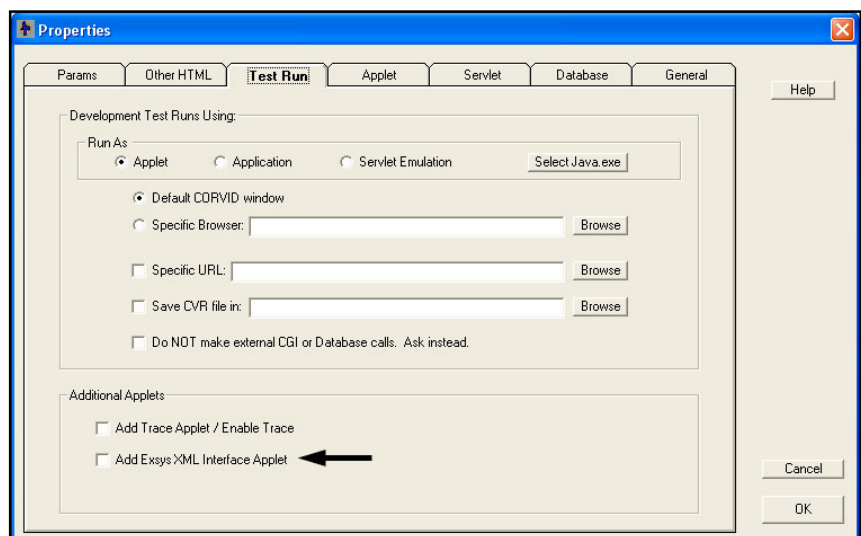 Properties
Params Other HTML Test Run Applet Servlet Database General
Help
Development Test Runs Using:
Run As
Applet Application Servlet Emulation Select Java.exe
Default CORVID window
Specific Browser: Browse
Specific URL: Browse
Save CVR file in: Browse
Do NOT make external CGI or Database calls. Ask instead.
Additional Applets
Add Trace Applet / Enable Trace
Add Exsys XML Interface Applet
Cancel
OK